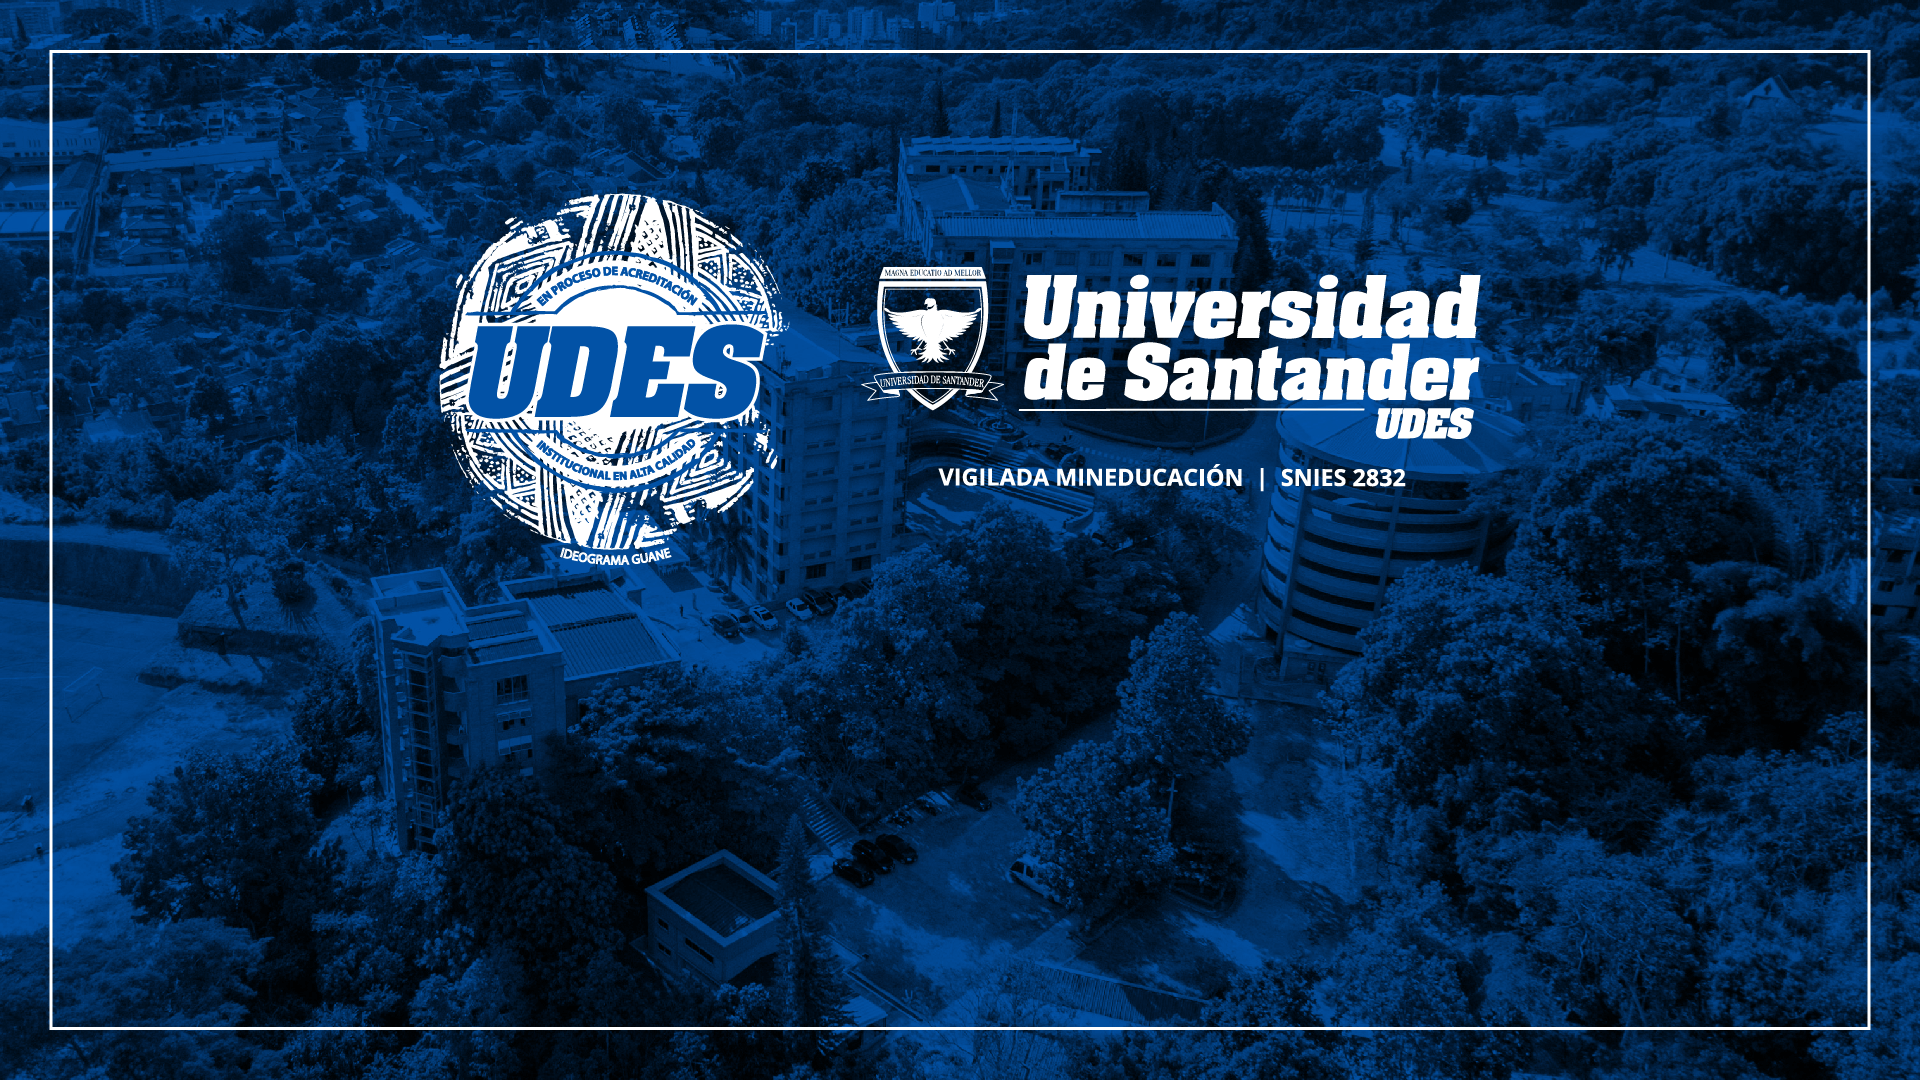 EN PROCESO DE ACREDITACIÓN
UDES
INSTITUCIONAL EN ALTA CALIDAD
IDEOGRAMA GUANE
MAGNA EDUCATIO AD MELLOR
UNIVERSIDAD DE SANTANDER
Universidad
de Santander
UDES
VIGILADA MINEDUCACIÓN | SNIES 2832